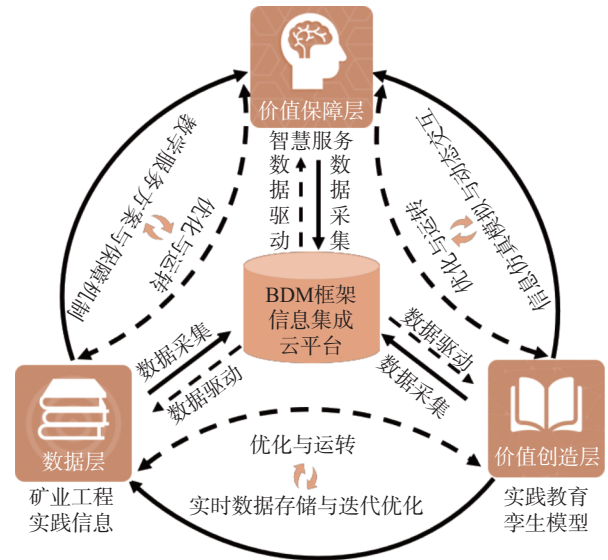 价值保障层
智慧服务
数据驱动
数据采集
教学服务方案与保障机制
优化与运转
信息仿真模拟与动态交互
优化与运转
BDM框架
信息集成
云平台
数据采集
数据驱动
数据驱动
数据采集
数据层
矿业工程
实践信息
优化与运转
实时数据存储与迭代优化
价值创造层
实践教育
孪生模型